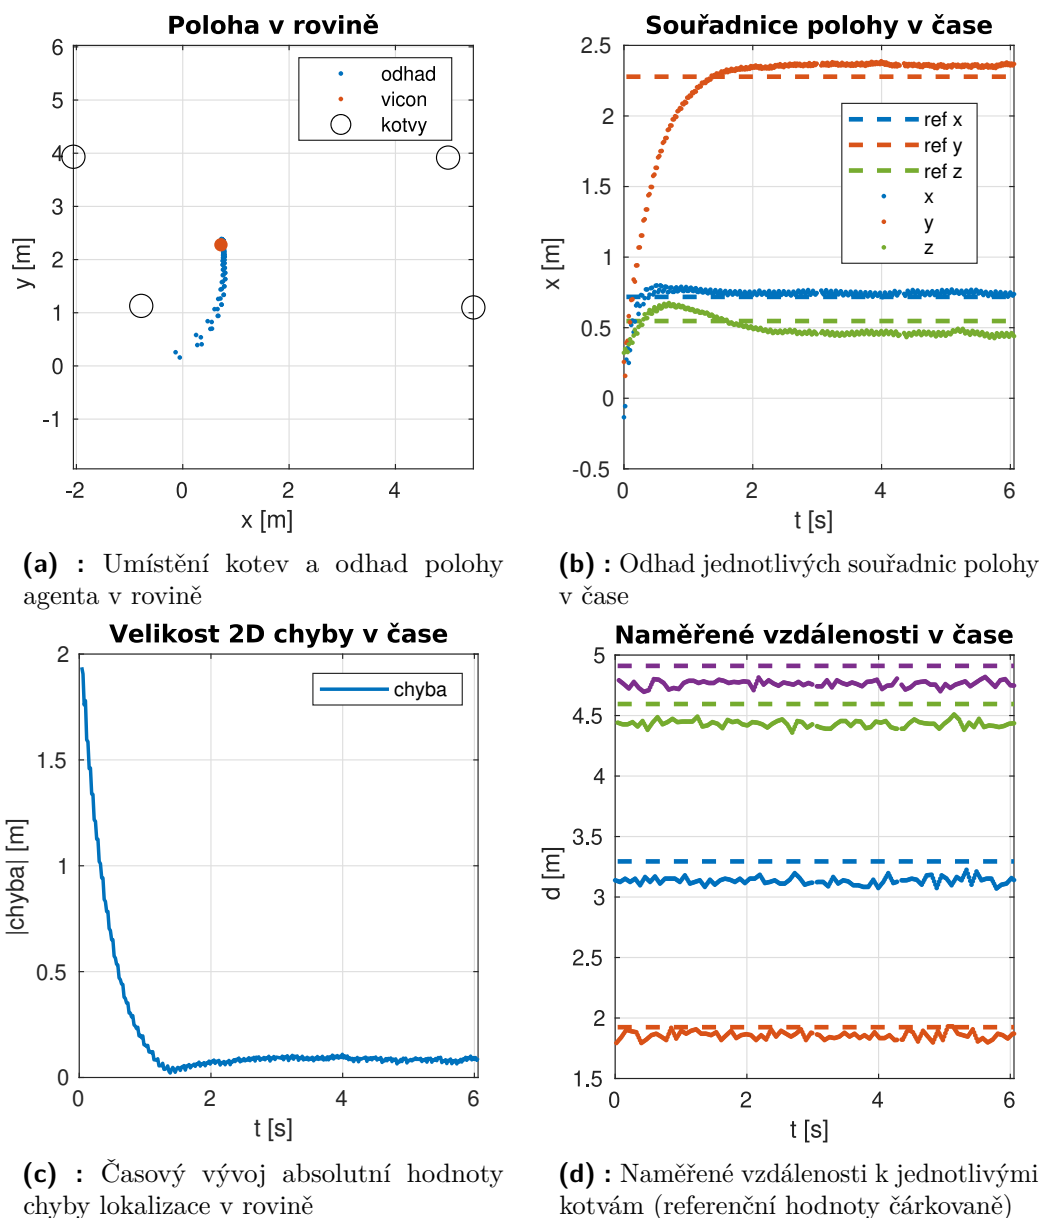 Poloha v rovině
6
5
4
3
2
1
0
-1
-2
0
2
4
y [m]
x [m]
odhad
vicon
kotvy
(a) : Umístění kotev a odhad polohy
agenta v rovině
Souřadnice polohy v čase
2.5
2
1.5
1
0.5
0
-0.5
0
2
4
6
x [m]
t [s]
ref x
ref y
ref z
x
y
z
(b) : Odhad jednotlivých souřadnic polohy
v čase
Velikost 2D chyby v čase
2
1.5
1
0.5
0
0
2
4
6
|chyba| [m]
t [s]
chyba
(c) : Časový vývoj absolutní hodnoty
chyby lokalizace v rovině
Naměřené vzdálenosti v čase
5
4.5
4
3.5
3
2.5
2
1.5
0
2
4
6
d [m]
t [s]
(d) : Naměřené vzdálenosti k jednotlivými
kotvám (referenční hodnoty čárkovaně)